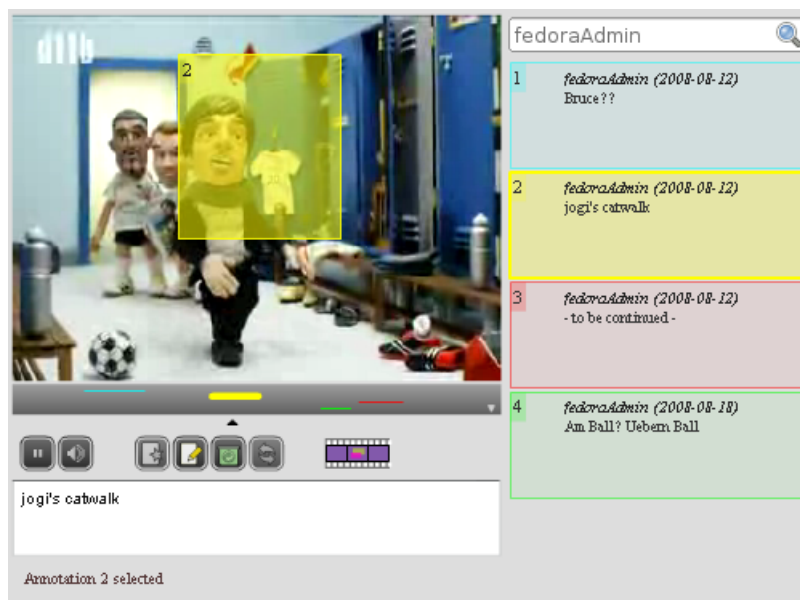 fedoraAdmin
2
1
fedoraAdmin (2008-08-12)
Bruce??
2
fedoraAdmin (2008-08-12)
jogi's catwalk
3
fedoraAdmin (2008-08-12)
- to be continued -
4
fedoraAdmin (2008-08-18)
Am Ball? Uebern Ball
jogi's catwalk
Annotation 2 selected